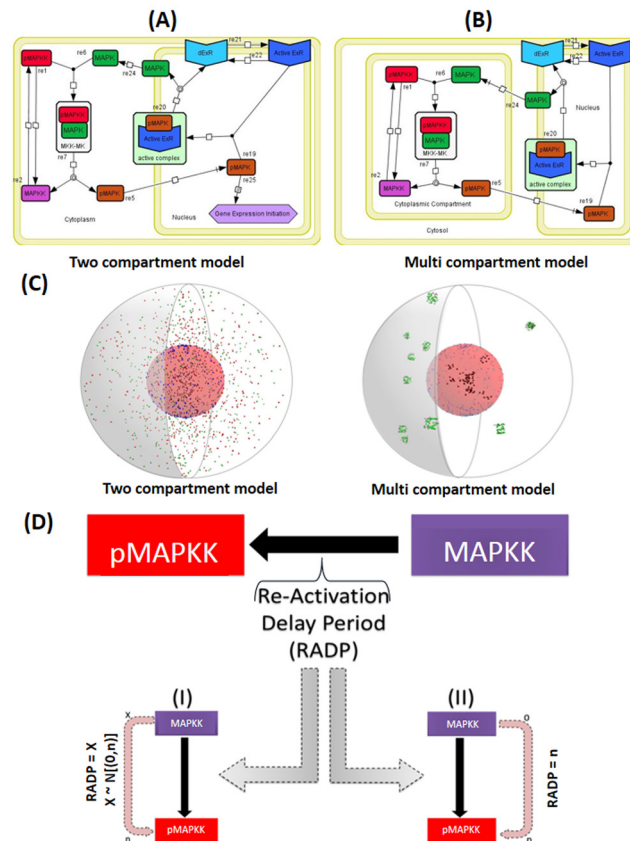 (A)
(B)
dExR
re21
re22
Active ExR
pMAPKK
re6
re1
MAPK
re24
MAPK
pMAPKK
MAPK
MKK-MK
re7
re20
pMAPK
Active ExR
active complex
re19
pMAPK
re25
re2
MAPKK
pMAPK
re5
Cytoplasm
Nucleus
Gene Expression Initiation
dExR
re21
re22
Active ExR
pMAPKK
re6
re1
MAPK
re24
MAPK
Nucleus
pMAPKK
MAPK
MKK-MK
re7
re20
pMAPK
Active ExR
active complex
re2
MAPKK
pMAPK
re5
re19
pMAPK
Cytoplasmic Compartment
Cytosol
Two compartment model
Multi compartment model
(C)
Two compartment model
Multi compartment model
(D)
pMAPKK
MAPKK
Re-Activation
Delay Period
(RADP)
(I)
(II)
x
MAPKK
RADP = X
X ~ N[(0,n)]
pMAPKK
n
MAPKK
o
RADP = n
pMAPKK
n